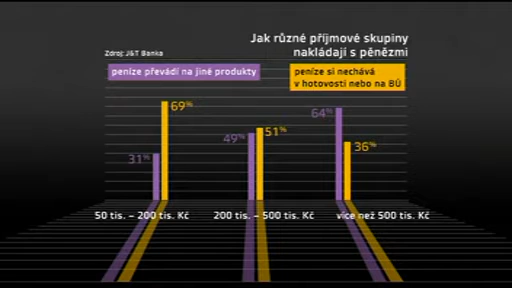 Jak různé příjmové skupiny
nakládají s penězmi
Zdroj: J&T Banka
peníze převádí na jiné produkty
peníze si nechává
v hotovosti nebo na BÚ
31%
69%
49%
51%
64%
36%
50 tis. – 200 tis. Kč
200 tis. – 500 tis. Kč
více než 500 tis. Kč